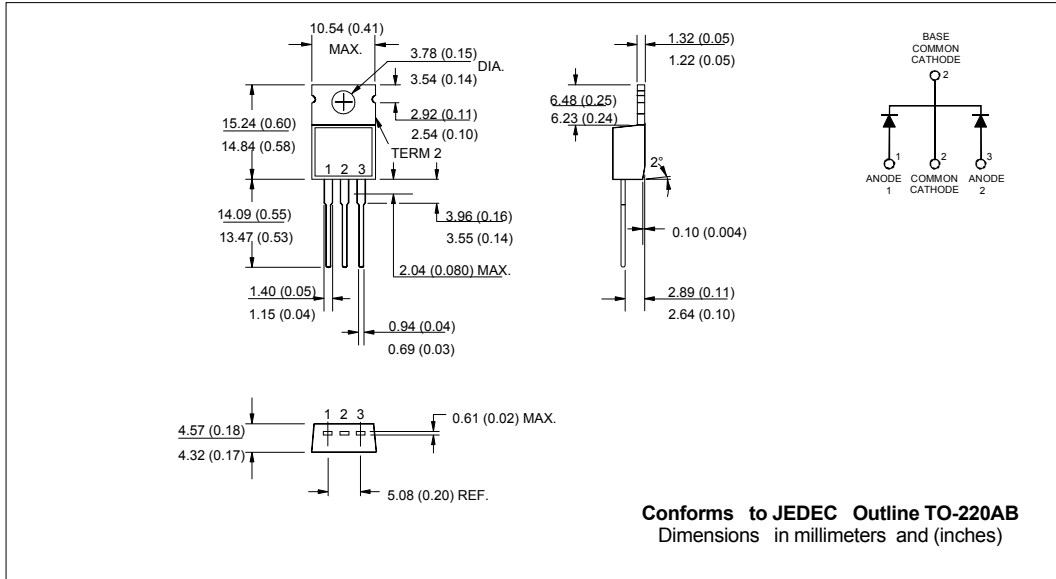 10.54 (0.41)
MAX.
3.78 (0.15)
3.54 (0.14)
DIA.
2.92 (0.11)
2.54 (0.10)
15.24 (0.60)
14.84 (0.58)
TERM 2
1 2 3
14.09 (0.55)
13.47 (0.53)
3.96 (0.16)
3.55 (0.14)
2.04 (0.080) MAX.
1.40 (0.05)
1.15 (0.04)
0.94 (0.04)
0.69 (0.03)
1.32 (0.05)
1.22 (0.05)
6.48 (0.25)
6.23 (0.24)
2°
0.10 (0.004)
2.89 (0.11)
2.64 (0.10)
BASE
COMMON
CATHODE
2
1
2
3
ANODE
1
COMMON
CATHODE
ANODE
2
4.57 (0.18)
4.32 (0.17)
1 2 3
0.61 (0.02) MAX.
5.08 (0.20) REF.
Conforms to JEDEC Outline TO-220AB
Dimensions in millimeters and (inches)